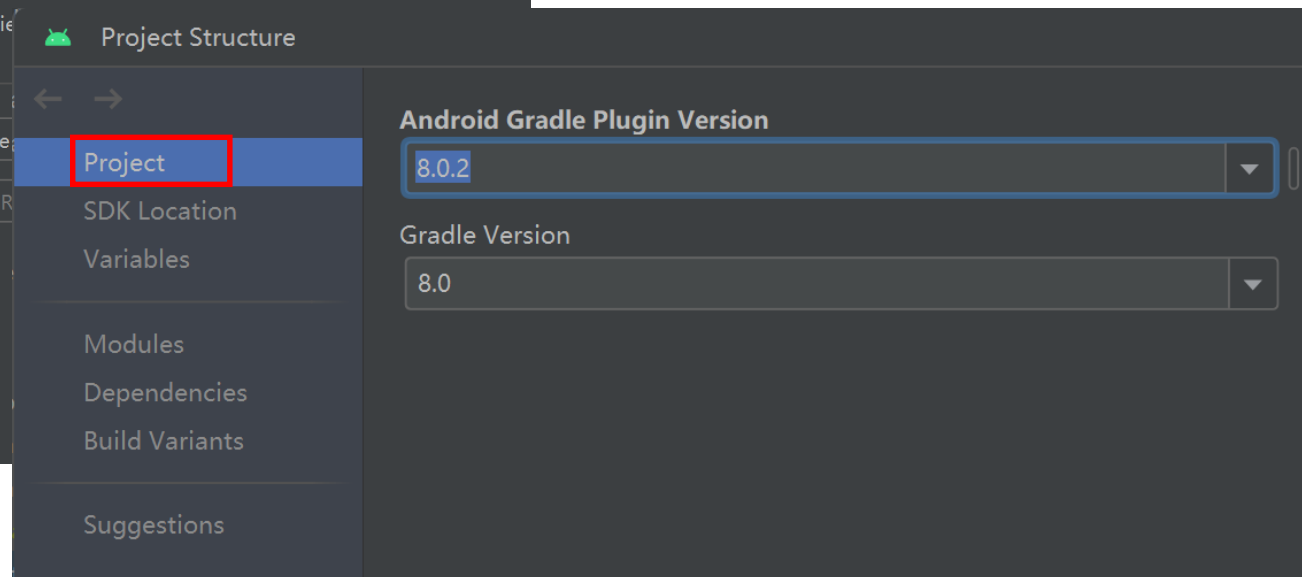 Project Structure
Project
SDK Location
Variables
Modules
Dependencies
Build Variants
Suggestions
Android Gradle Plugin Version
8.0.2
Gradle Version
8.0